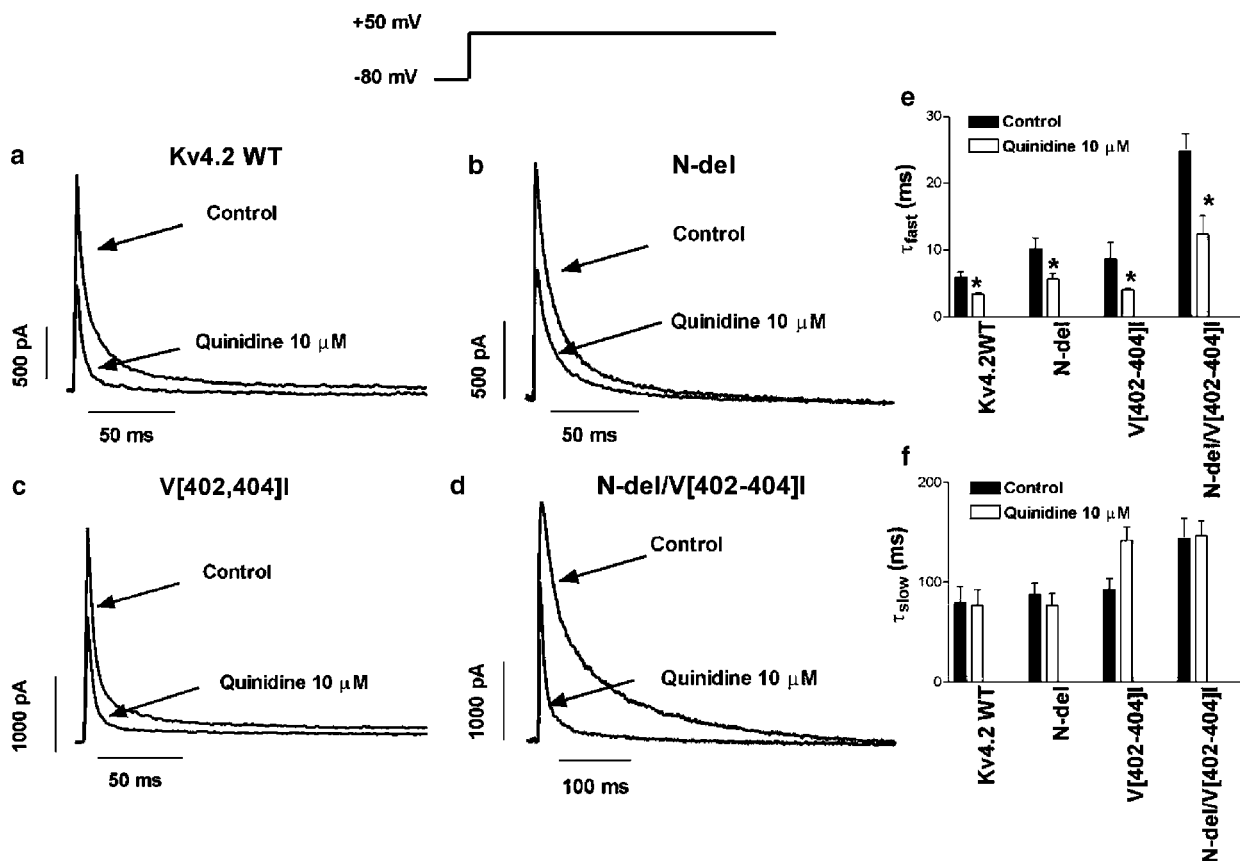 +50 mV
-80 mV
a
Kv4.2 WT
Control
Quinidine 10 μM
500 pA
50 ms
b
N-del
Control
Quinidine 10 μM
500 pA
50 ms
c
V[402,404]I
Control
Quinidine 10 μM
1000 pA
50 ms
d
N-del/V[402-404]I
Control
Quinidine 10 μM
1000 pA
100 ms
e
Control
Quinidine 10 μM
τfast (ms)
30
20
10
0
*
*
*
*
Kv4.2WT
N-del
V[402-404]I
N-del/V[402-404]I
f
Control
Quinidine 10 μM
τslow (ms)
200
100
0
Kv4.2 WT
N-del
V[402-404]I
N-del/V[402-404]I